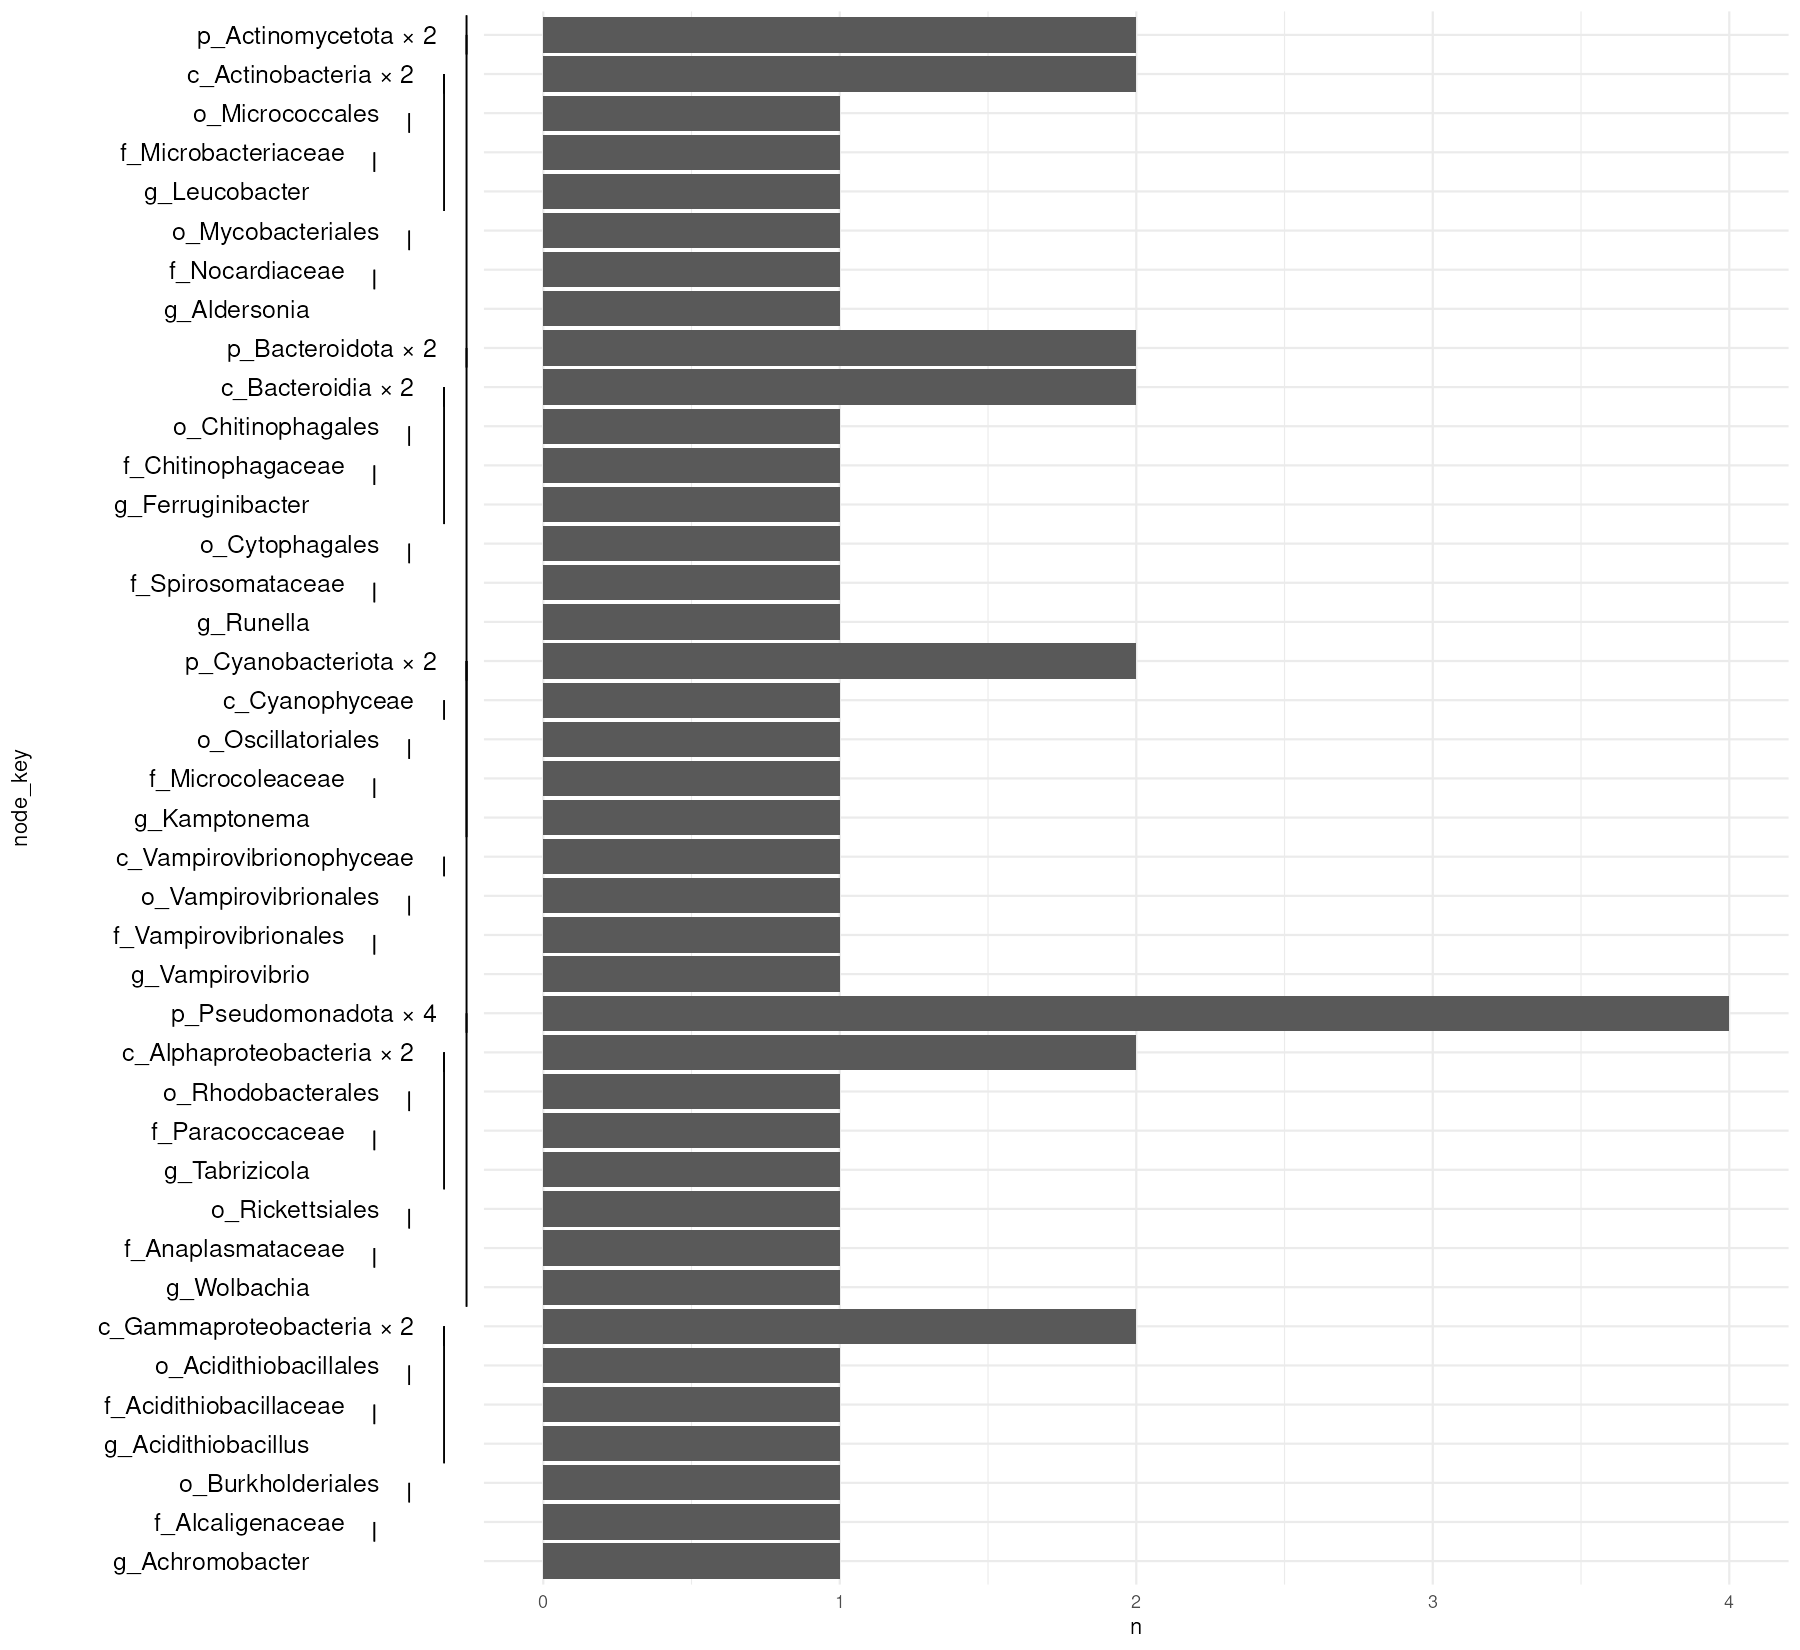 p_Actinomycetota × 2
c_Actinobacteria × 2
o_Micrococcales
f_Microbacteriaceae
g_Leucobacter
o_Mycobacteriales
f_Nocardiaceae
g_Aldersonia
p_Bacteroidota × 2
c_Bacteroidia × 2
o_Chitinophagales
f_Chitinophagaceae
g_Ferruginibacter
o_Cytophagales
f_Spirosomataceae
g_Runella
p_Cyanobacteriota × 2
c_Cyanophyceae
o_Oscillatoriales
f_Microcoleaceae
g_Kamptonema
c_Vampirovibrionophyceae
o_Vampirovibrionales
f_Vampirovibrionales
g_Vampirovibrio
p_Pseudomonadota × 4
c_Alphaproteobacteria × 2
o_Rhodobacterales
f_Paracoccaceae
g_Tabrizicola
o_Rickettsiales
f_Anaplasmataceae
g_Wolbachia
c_Gammaproteobacteria × 2
o_Acidithiobacillales
f_Acidithiobacillaceae
g_Acidithiobacillus
o_Burkholderiales
f_Alcaligenaceae
g_Achromobacter
node_key
0 1 2 3 4
n